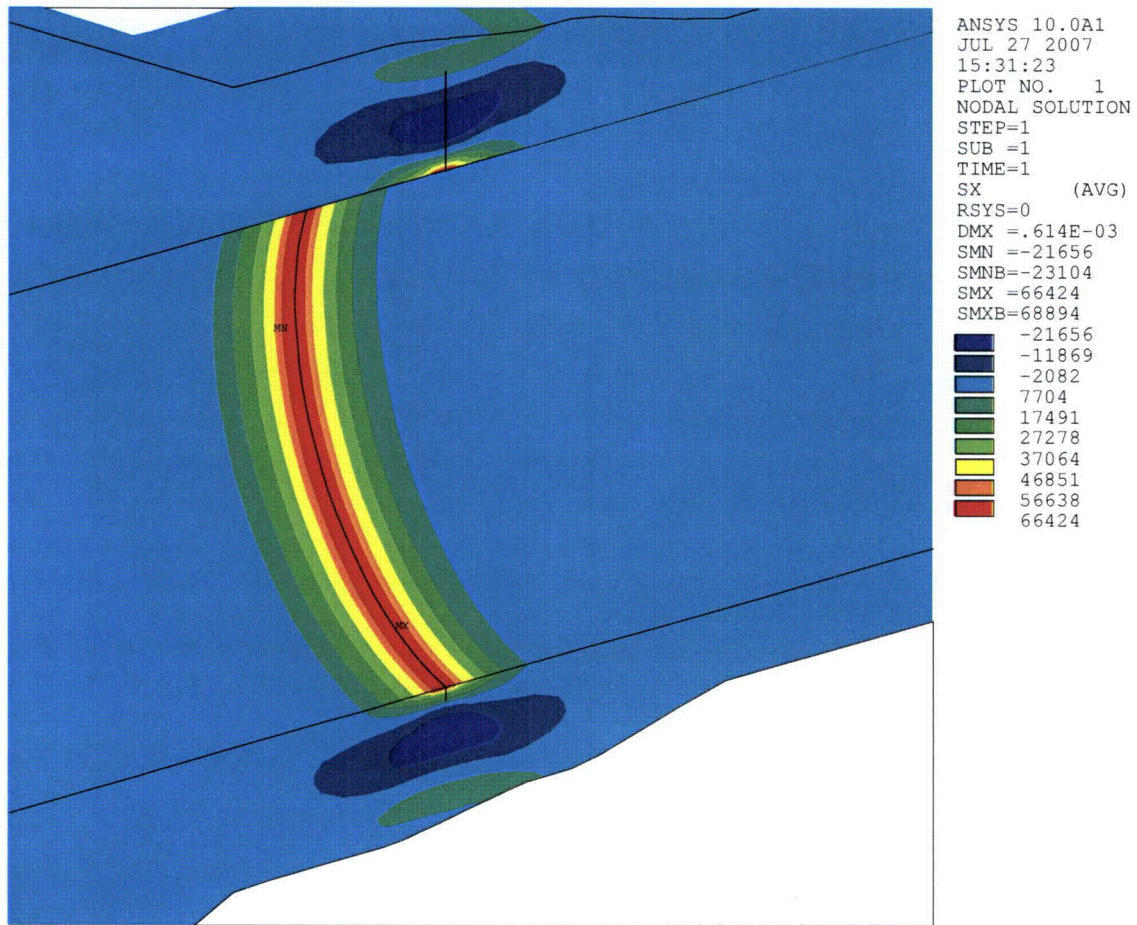 ANSYS 10.0A1
JUL 27 2007
15:31:23
PLOT NO. 1
NODAL SOLUTION
STEP=1
SUB =1
TIME=1
SX (AVG)
RSYS=0
DMX =.614E-03
SMN =-21656
SMNB=-23104
SMX =66424
SMXB=68894
-21656
-11869
-2082
7704
17491
27278
37064
46851
56638
66424
MN
MX